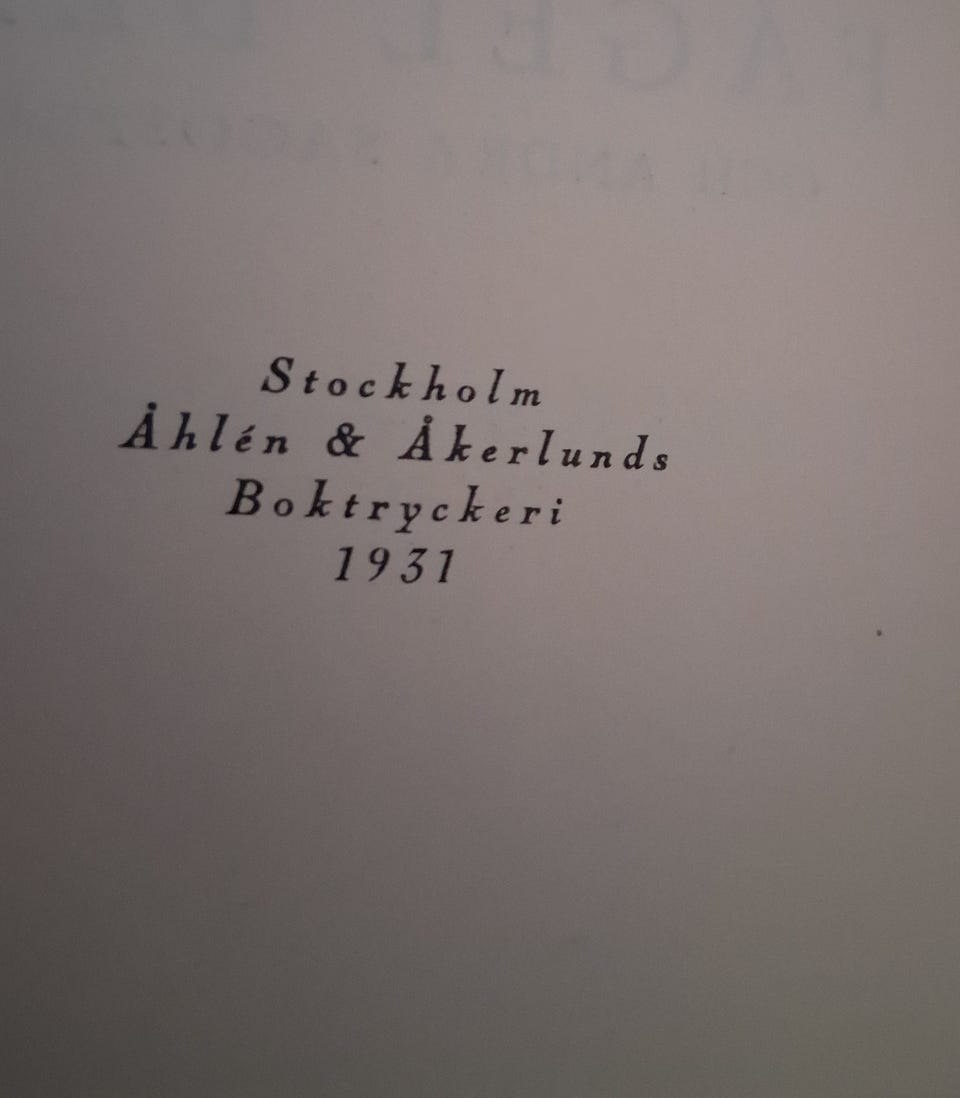 Stockholm
Åhlén & Åkerlunds
Boktryckeri
1931